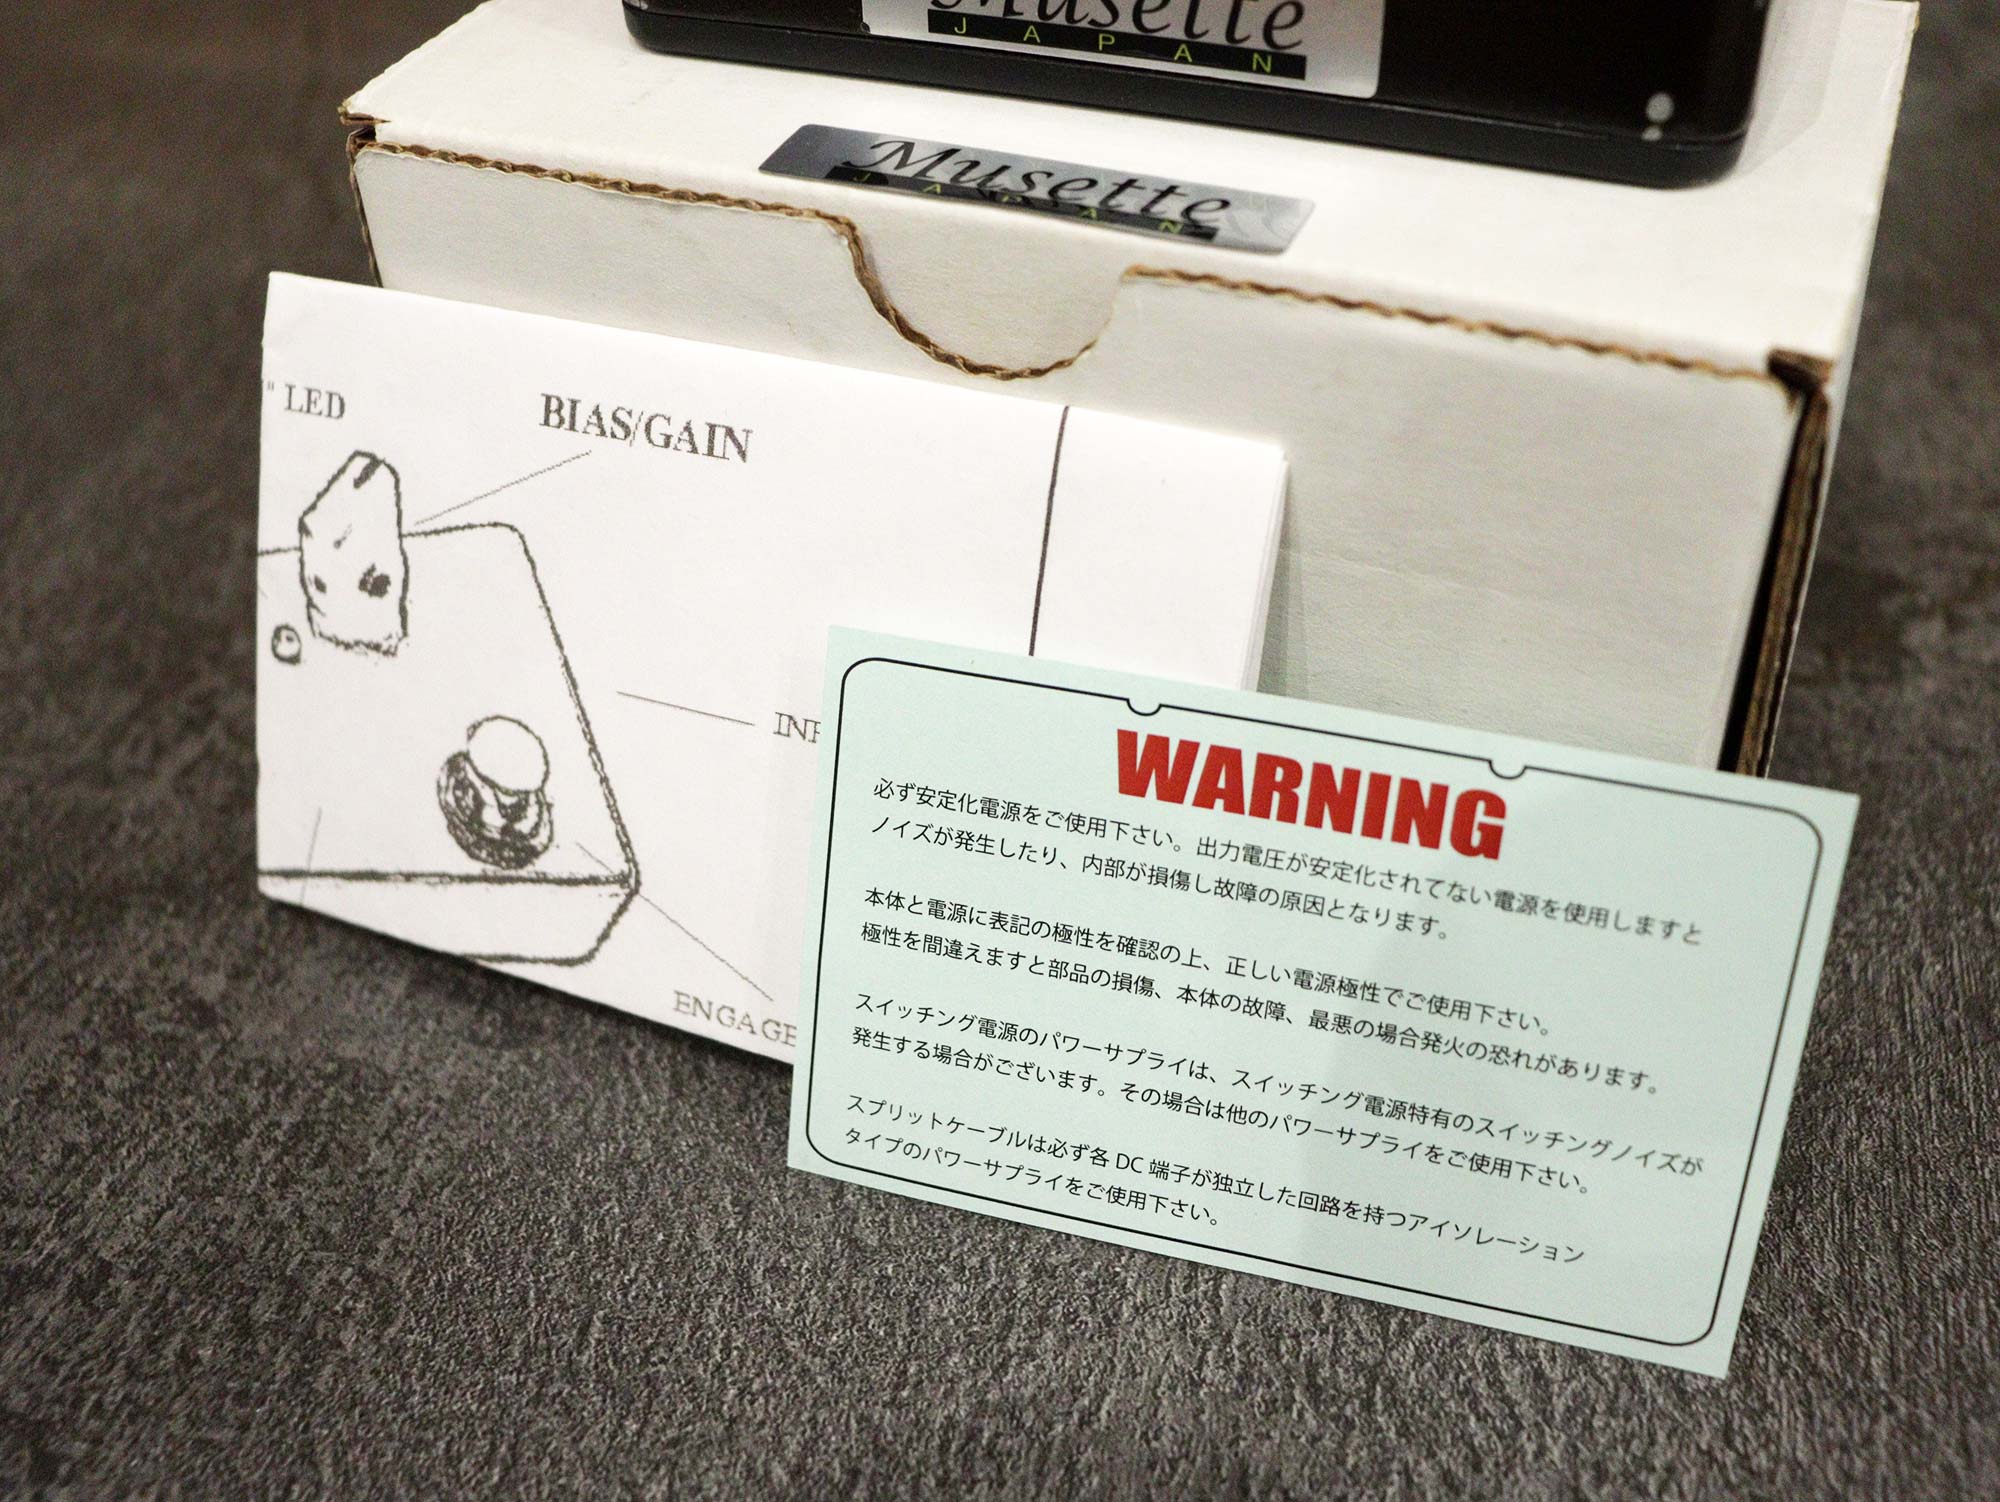 Musette
JAPAN
Musette
JAPAN
" LED
BIAS/GAIN
ENGAGE
WARNING
必ず安定化電源をご使用下さい。出力電圧が安定化されてない電源を使用しますと
ノイズが発生したり、内部が損傷し故障の原因となります。
本体と電源に表記の極性を確認の上、正しい電源極性でご使用下さい。
極性を間違えますと部品の損傷、本体の故障、最悪の場合発火の恐れがあります。
スイッチング電源のパワーサプライは、スイッチング電源特有のスイッチングノイズが
発生する場合がございます。その場合は他のパワーサプライをご使用下さい。
スプリットケーブルは必ず各 DC 端子が独立した回路を持つアイソレーション
タイプのパワーサプライをご使用下さい。